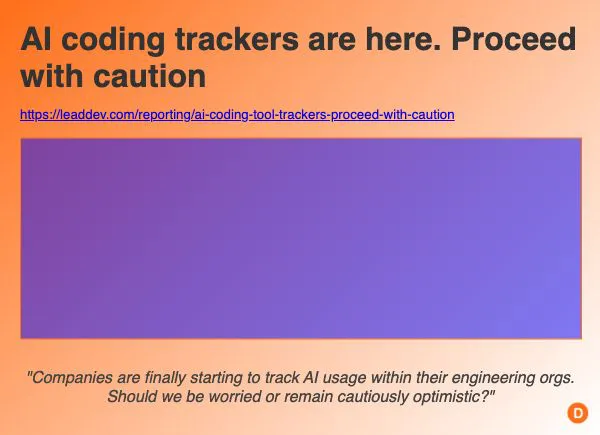 AI coding trackers are here. Proceed
with caution
https://leaddev.com/reporting/ai-coding-tool-trackers-proceed-with-caution
"Companies are finally starting to track AI usage within their engineering orgs.
Should we be worried or remain cautiously optimistic?"
D